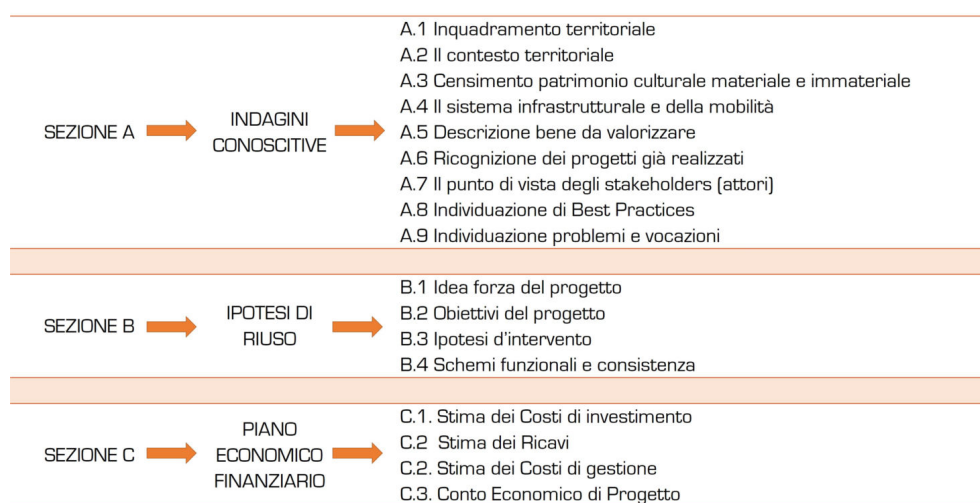 SEZIONE A
INDAGINI
CONOSCITIVE
A.1 Inquadramento territoriale
A.2 Il contesto territoriale
A.3 Censimento patrimonio culturale materiale e immateriale
A.4 Il sistema infrastrutturale e della mobilità
A.5 Descrizione bene da valorizzare
A.6 Ricognizione dei progetti già realizzati
A.7 Il punto di vista degli stakeholders (attori)
A.8 Individuazione di Best Practices
A.9 Individuazione problemi e vocazioni
SEZIONE B
IPOTESI DI
RIUSO
B.1 Idea forza del progetto
B.2 Obiettivi del progetto
B.3 Ipotesi d'intervento
B.4 Schemi funzionali e consistenza
SEZIONE C
PIANO
ECONOMICO
FINANZIARIO
C.1. Stima dei Costi di investimento
C.2 Stima dei Ricavi
C.2. Stima dei Costi di gestione
C.3. Conto Economico di Progetto